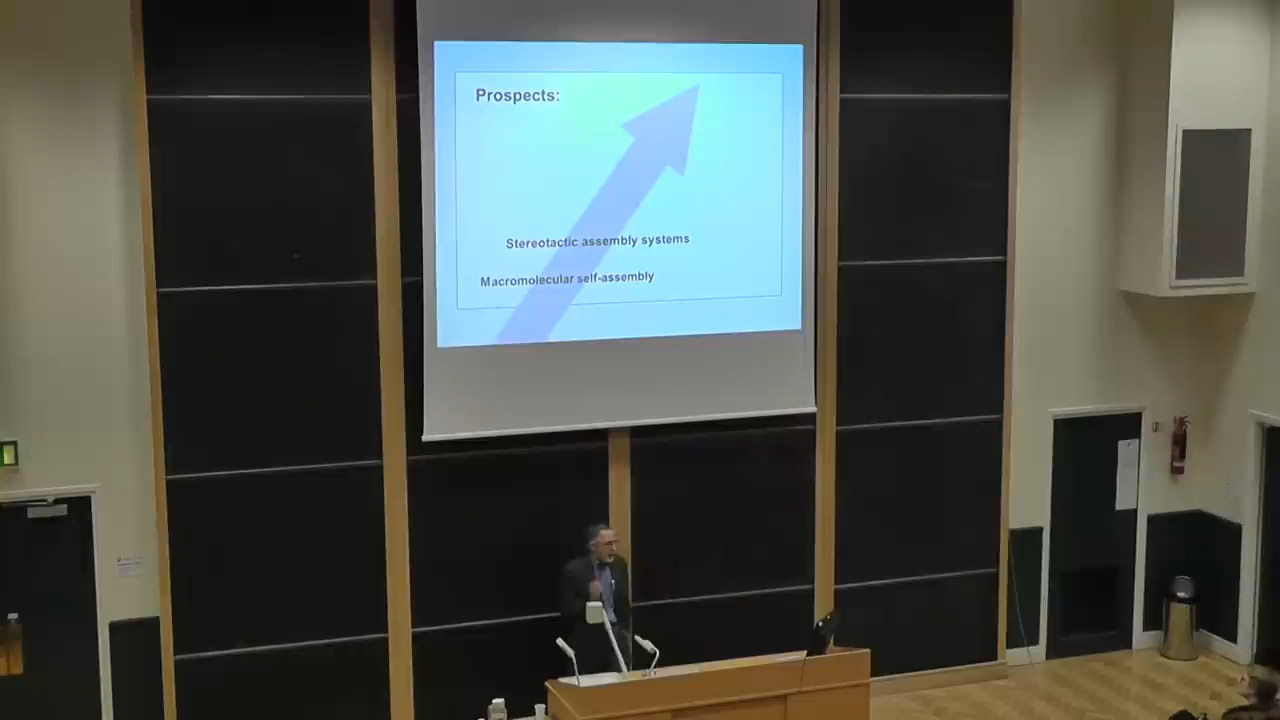 Prospects:
Stereotactic assembly systems
Macromolecular self-assembly